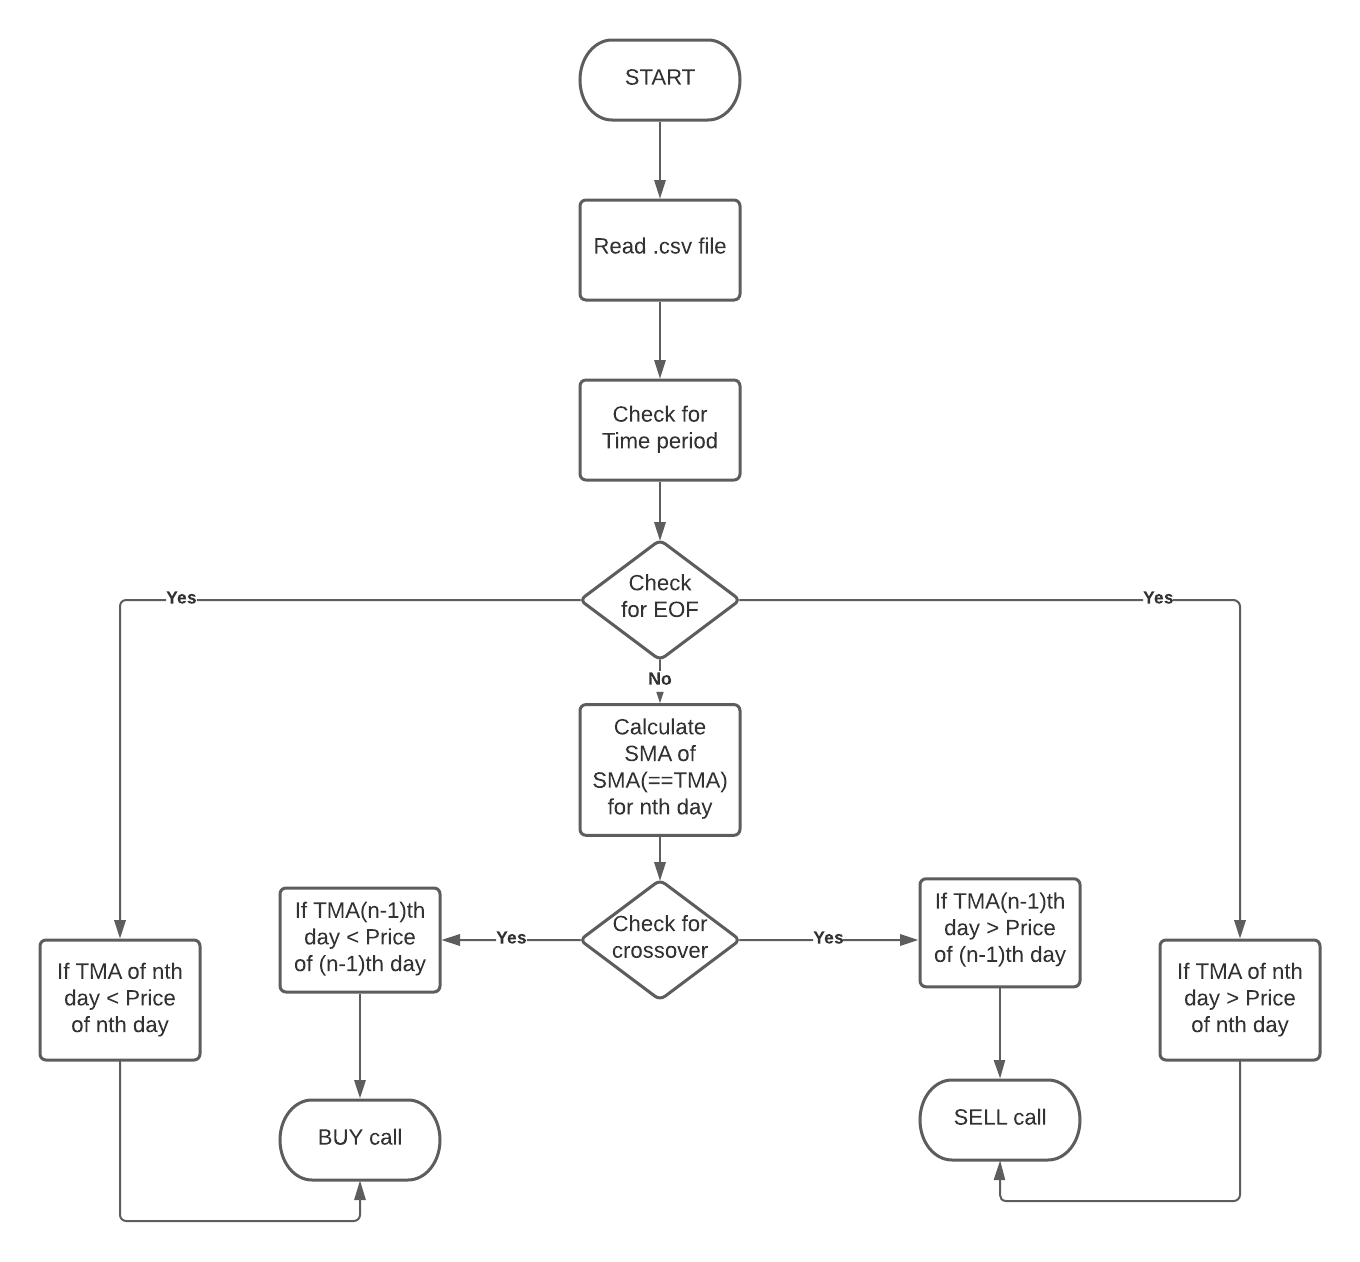 START
Read .csv file
Check for
Time period
Check
for EOF
Yes
Yes
No
Calculate
SMA of
SMA(==TMA)
for nth day
If TMA(n-1)th
day < Price
of (n-1)th day
Yes
Check for
crossover
Yes
If TMA(n-1)th
day > Price
of (n-1)th day
If TMA of nth
day < Price
of nth day
If TMA of nth
day > Price
of nth day
BUY call
SELL call